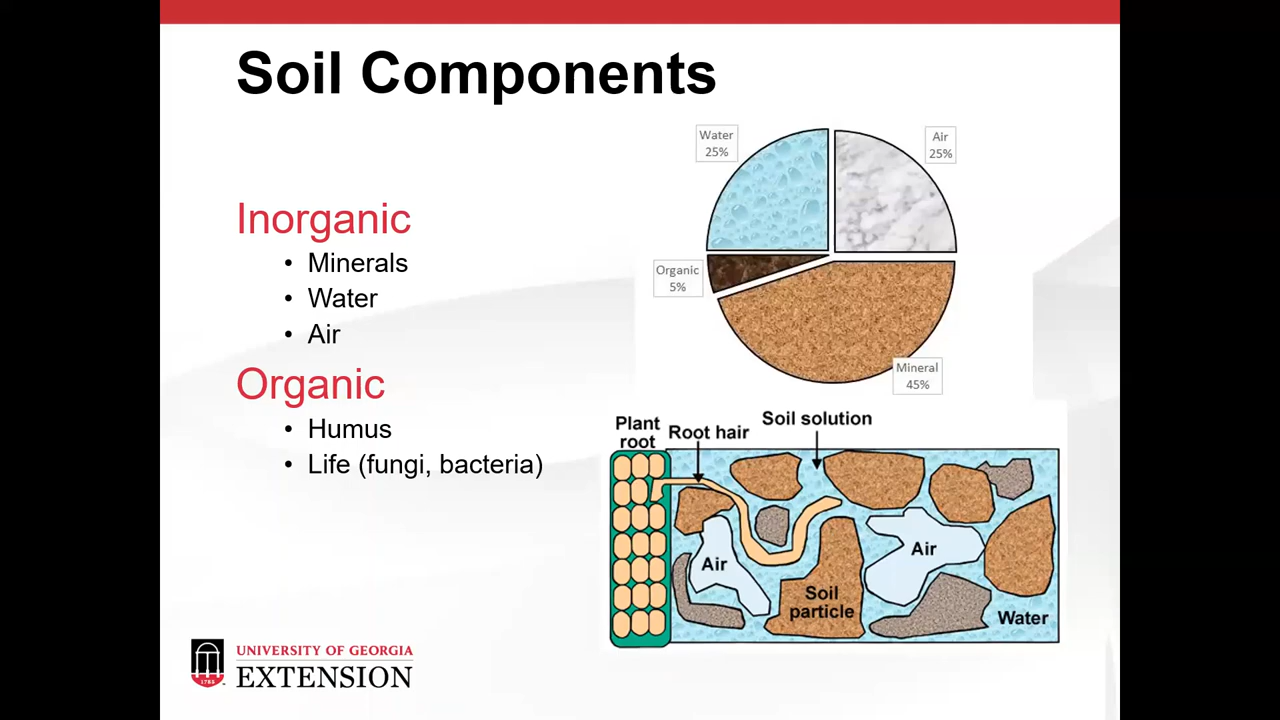 Soil Components
Inorganic
• Minerals
• Water
• Air
Organic
• Humus
• Life (fungi, bacteria)
Water
25%
Air
25%
Organic
5%
Mineral
45%
Plant
root
Root hair
Soil solution
Air
Air
Soil
particle
Water
1785
UNIVERSITY OF GEORGIA
EXTENSION